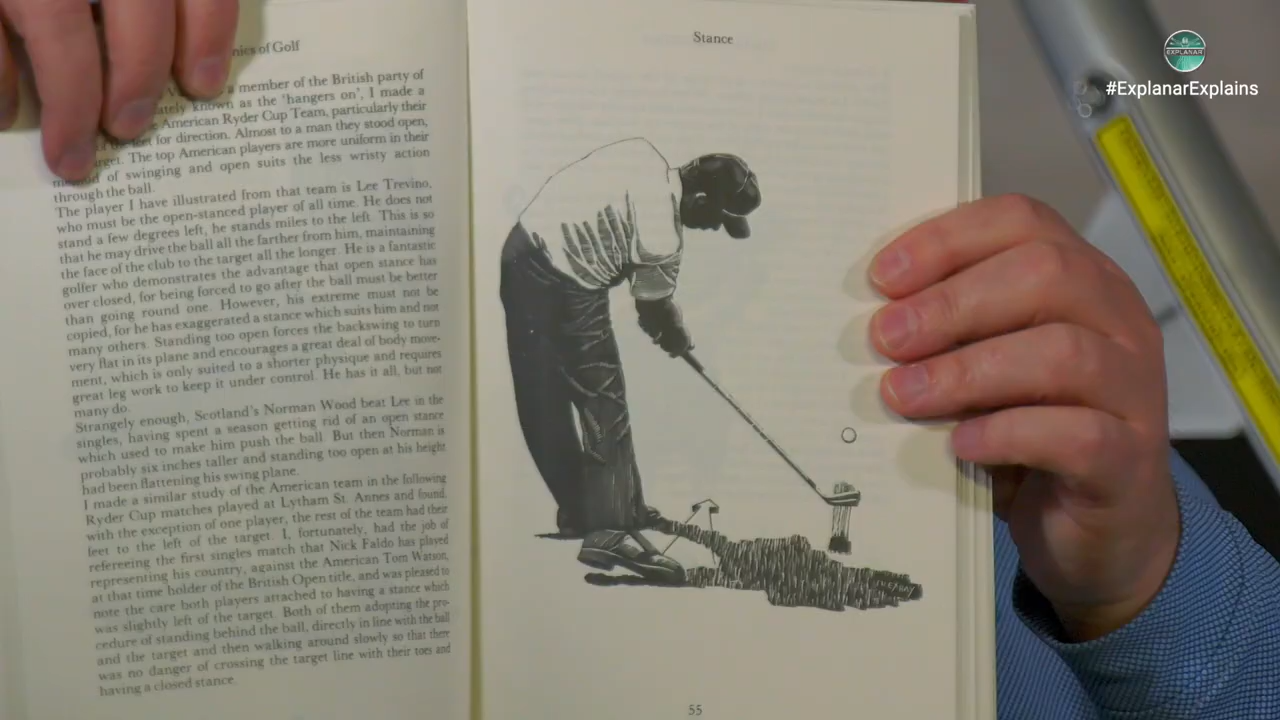 nics of Golf
a member of the British party of
ately known as the 'hangers on', I made a
American Ryder Cup Team, particularly their
of the feet for direction. Almost to a man they stood open,
target. The top American players are more uniform in their
method of swinging and open suits the less wristy action
through the ball.
The player I have illustrated from that team is Lee Trevino,
who must be the open-stanced player of all time. He does not
stand a few degrees left, he stands miles to the left. This is so
that he may drive the ball all the farther from him, maintaining
the face of the club to the target all the longer. He is a fantastic
golfer who demonstrates the advantage that open stance has
over closed, for being forced to go after the ball must be better
than going round one. However, his extreme must not be
copied, for he has exaggerated a stance which suits him and not
many others. Standing too open forces the backswing to turn
very flat in its plane and encourages a great deal of body move-
ment, which is only suited to a shorter physique and requires
great leg work to keep it under control. He has it all, but not
many do.
Strangely enough, Scotland's Norman Wood beat Lee in the
singles, having spent a season getting rid of an open stance
which used to make him push the ball. But then Norman is
probably six inches taller and standing too open at his height
had been flattening his swing plane.
I made a similar study of the American team in the following
Ryder Cup matches played at Lytham St. Annes and found,
with the exception of one player, the rest of the team had their
feet to the left of the target. I, fortunately, had the job of
refereeing the first singles match that Nick Faldo has played
representing his country, against the American Tom Watson,
at that time holder of the British Open title, and was pleased to
note the care both players attached to having a stance which
was slightly left of the target. Both of them adopting the pro-
cedure of standing behind the ball, directly in line with the ball
and the target and then walking around slowly so that there
was no danger of crossing the target line with their toes and
having a closed stance.
Stance
55
EXPLANAR
#ExplanarExplains